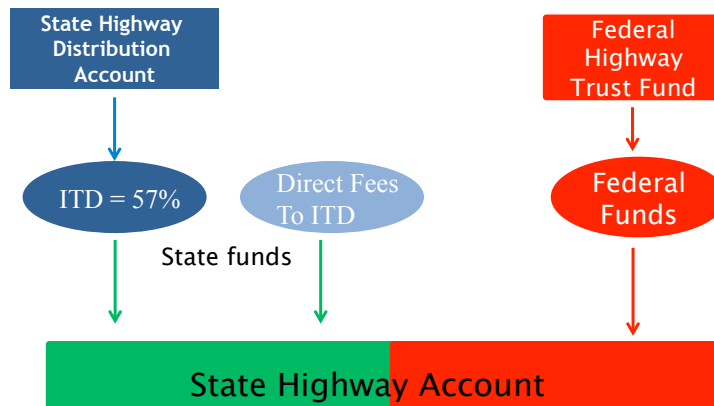 State Highway
Distribution
Account
Federal
Highway
Trust Fund
ITD = 57%
Direct Fees
To ITD
Federal
Funds
State funds
State Highway Account